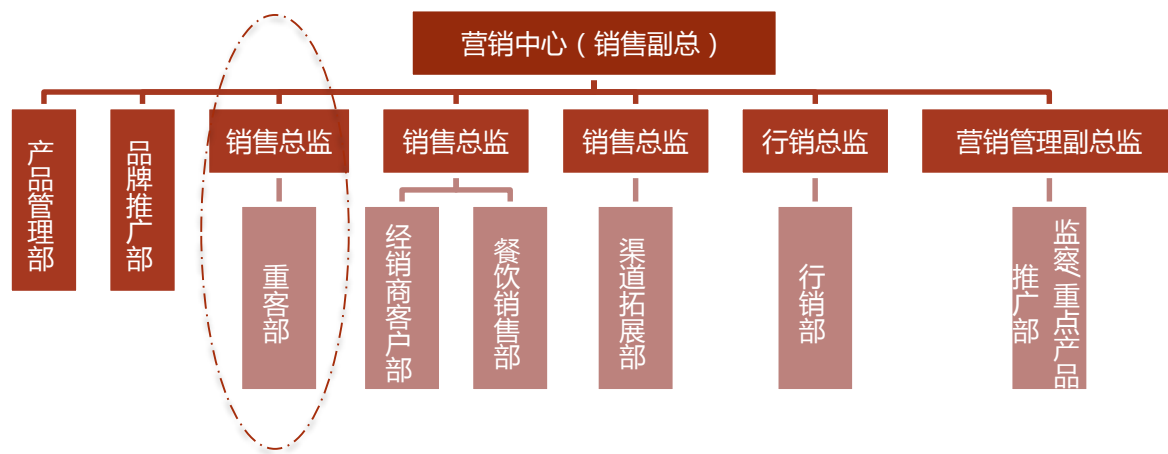 营销中心（销售副总）
产品管理部
品牌推广部
销售总监
销售总监
销售总监
行销总监
营销管理副总监
重客部
经销商客户部
餐饮销售部
渠道拓展部
行销部
监察/重点产品
推广部